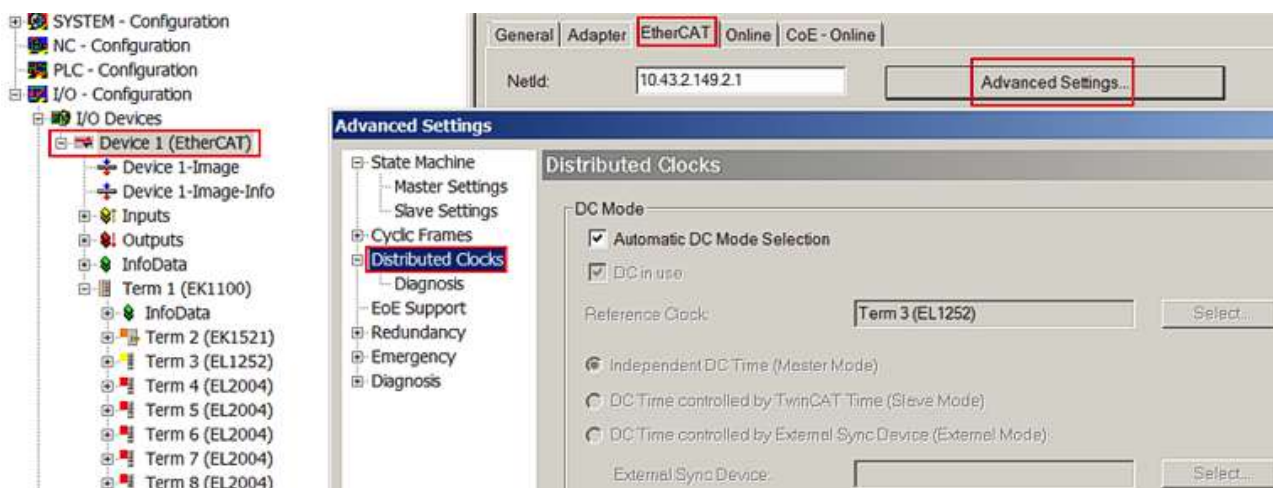 SYSTEM - Configuration
NC - Configuration
PLC - Configuration
I/O - Configuration
I/O Devices
Device 1 (EtherCAT)
Device 1-Image
Device 1-Image-Info
Inputs
Outputs
InfoData
Term 1 (EK1100)
InfoData
Term 2 (EK1521)
Term 3 (EL1252)
Term 4 (EL2004)
Term 5 (EL2004)
Term 6 (EL2004)
Term 7 (EL2004)
Term 8 (EL2004)
General Adapter EtherCAT Online CoE - Online
NetId: 10.43.2.149.2.1 Advanced Settings...
Advanced Settings
State Machine
Master Settings
Slave Settings
Cyclic Frames
Distributed Clocks
Diagnosis
EoE Support
Redundancy
Emergency
Diagnosis
Distributed Clocks
DC Mode
Automatic DC Mode Selection
DC in use
Reference Clock: Term 3 (EL1252) Select...
Independent DC Time (Master Mode)
DC Time controlled by TwinCAT Time (Slave Mode)
DC Time controlled by External Sync Device (External Mode)
External Sync Device: Select...